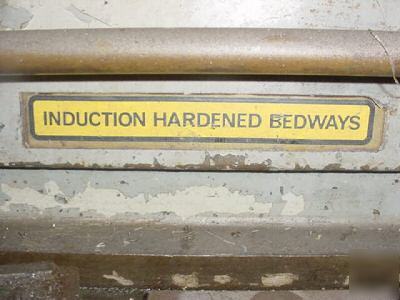 INDUCTION HARDENED BEDWAYS